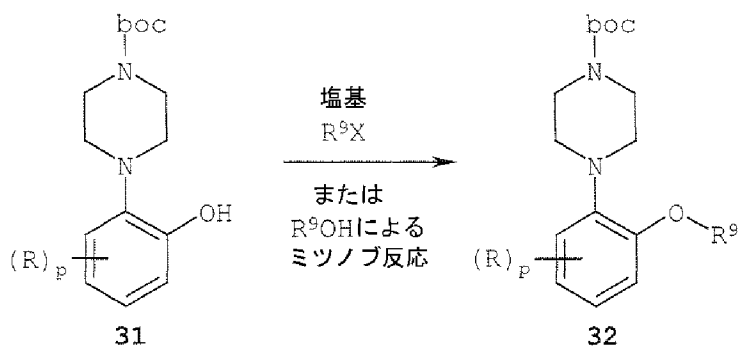 boc
N
N
OH
(R)p
31
塩基
R⁹X
または
R⁹OHによる
ミツノブ反応
boc
N
N
O
R⁹
(R)p
32